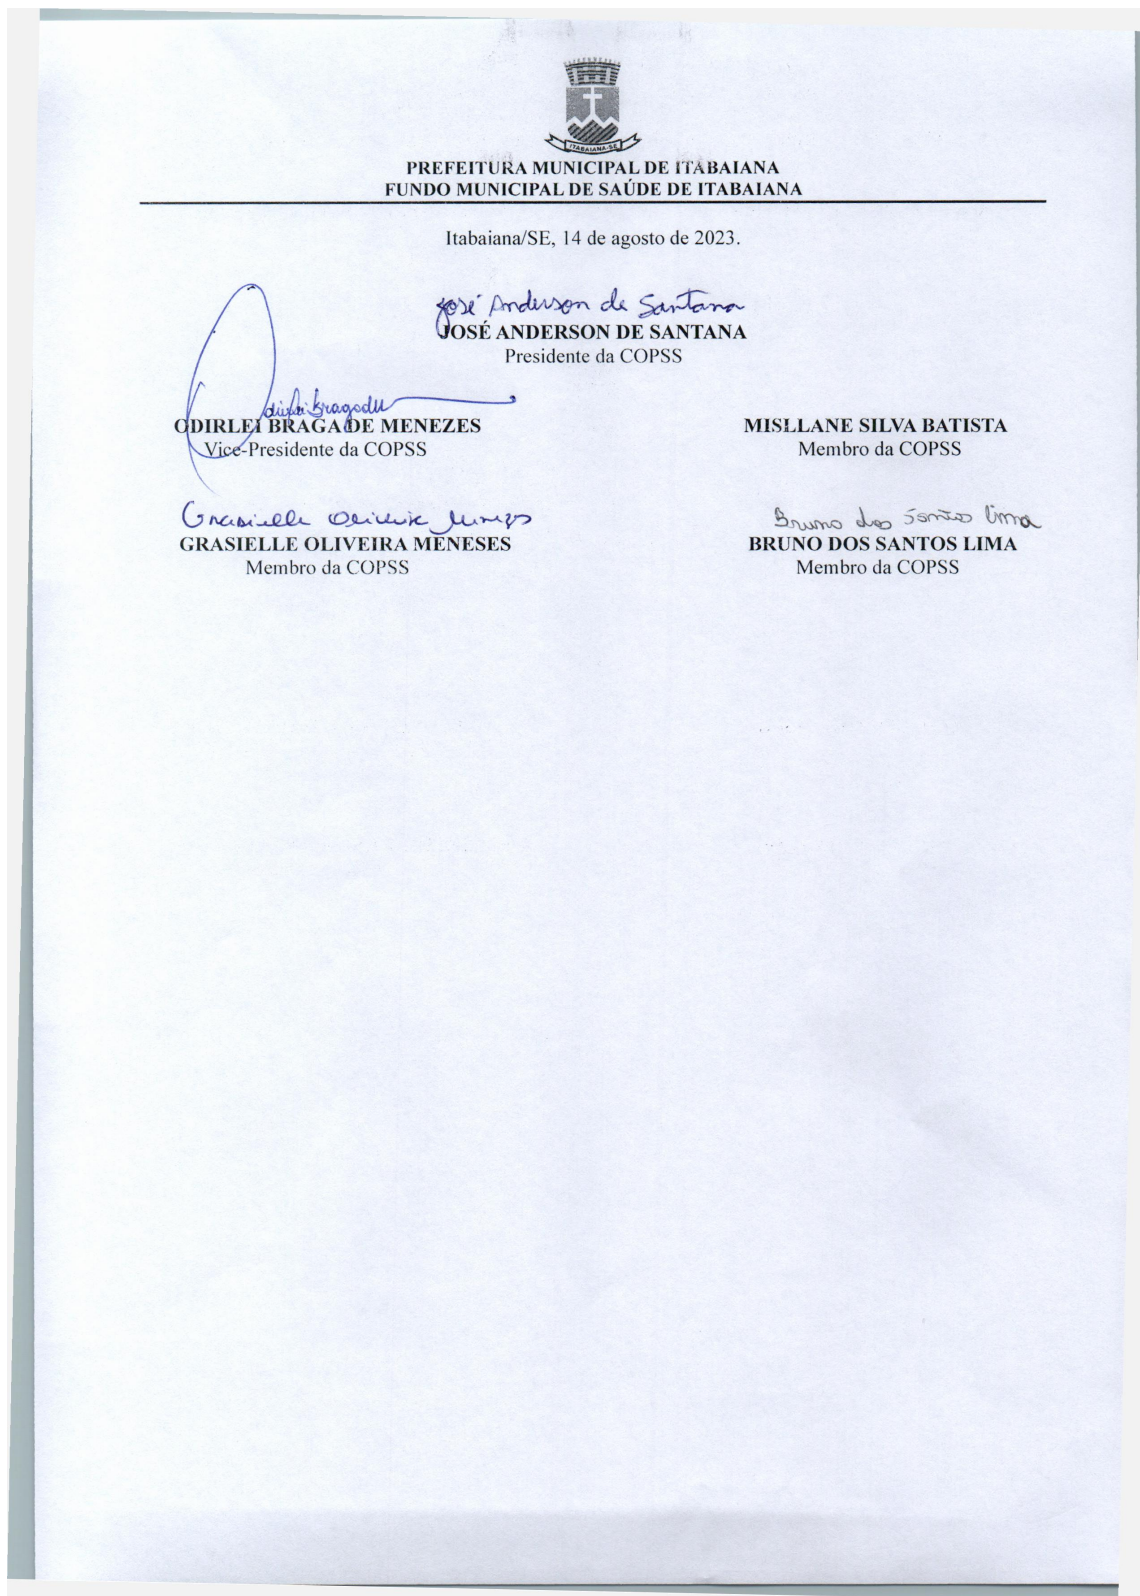 ITABAIANA-SE
PREFEITURA MUNICIPAL DE ITABAIANA
FUNDO MUNICIPAL DE SAÚDE DE ITABAIANA
Itabaiana/SE, 14 de agosto de 2023.
José Anderson de Santana
JOSÉ ANDERSON DE SANTANA
Presidente da COPSS
ODIRLEI BRAGA DE MENEZES
Vice-Presidente da COPSS
MISLLANE SILVA BATISTA
Membro da COPSS
Grasielle Oliveira Menezes
GRASIELLE OLIVEIRA MENESES
Membro da COPSS
Bruno dos Santos Lima
BRUNO DOS SANTOS LIMA
Membro da COPSS